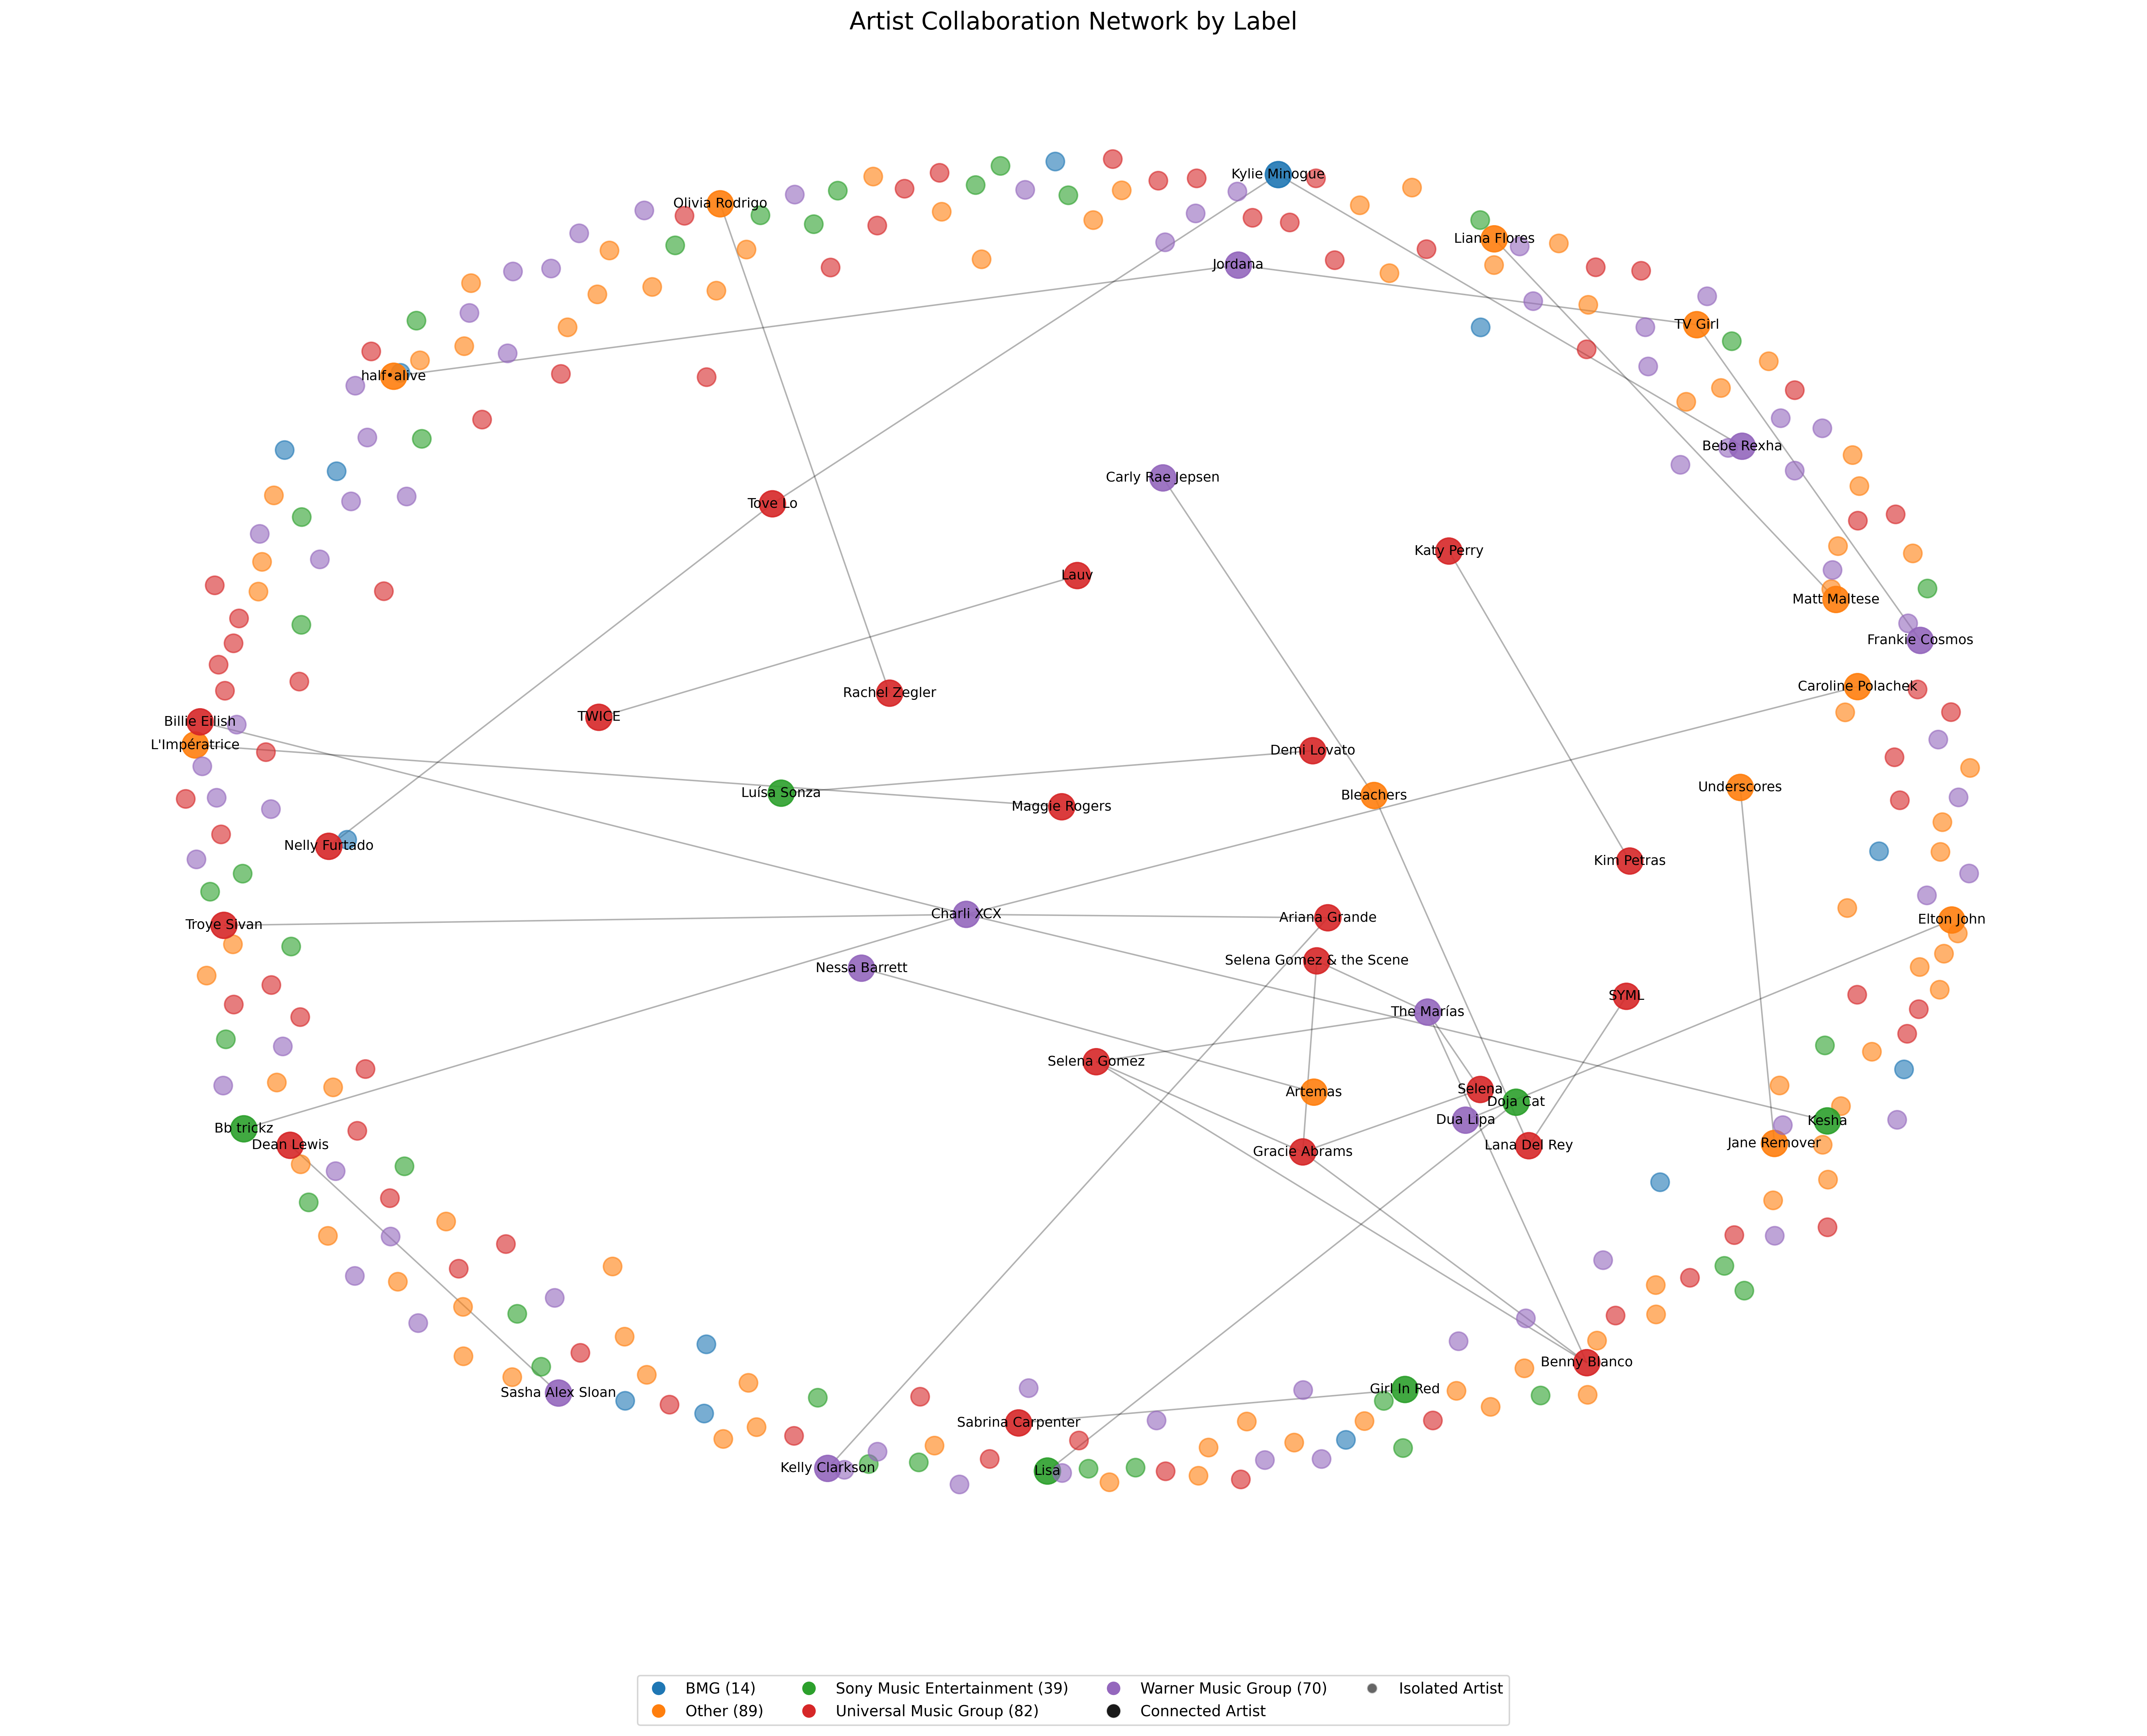 Artist Collaboration Network by Label
Kylie Minogue
Olivia Rodrigo
Liana Flores
Jordana
TV Girl
half•alive
Bebe Rexha
Carly Rae Jepsen
Tove Lo
Katy Perry
Lauv
Matt Maltese
Frankie Cosmos
Caroline Polachek
Rachel Zegler
TWICE
Billie Eilish
L'Impératrice
Demi Lovato
Underscores
Luísa Sonza
Bleachers
Maggie Rogers
Nelly Furtado
Kim Petras
Charli XCX
Ariana Grande
Elton John
Troye Sivan
Selena Gomez & the Scene
Nessa Barrett
SYML
The Marías
Selena Gomez
Selena
Artemas
Doja Cat
Dua Lipa
Kesha
Bb trickz
Jane Remover
Dean Lewis
Lana Del Rey
Gracie Abrams
Benny Blanco
Girl In Red
Sasha Alex Sloan
Sabrina Carpenter
Kelly Clarkson
Lisa
BMG (14)
Other (89)
Sony Music Entertainment (39)
Universal Music Group (82)
Warner Music Group (70)
Connected Artist
Isolated Artist